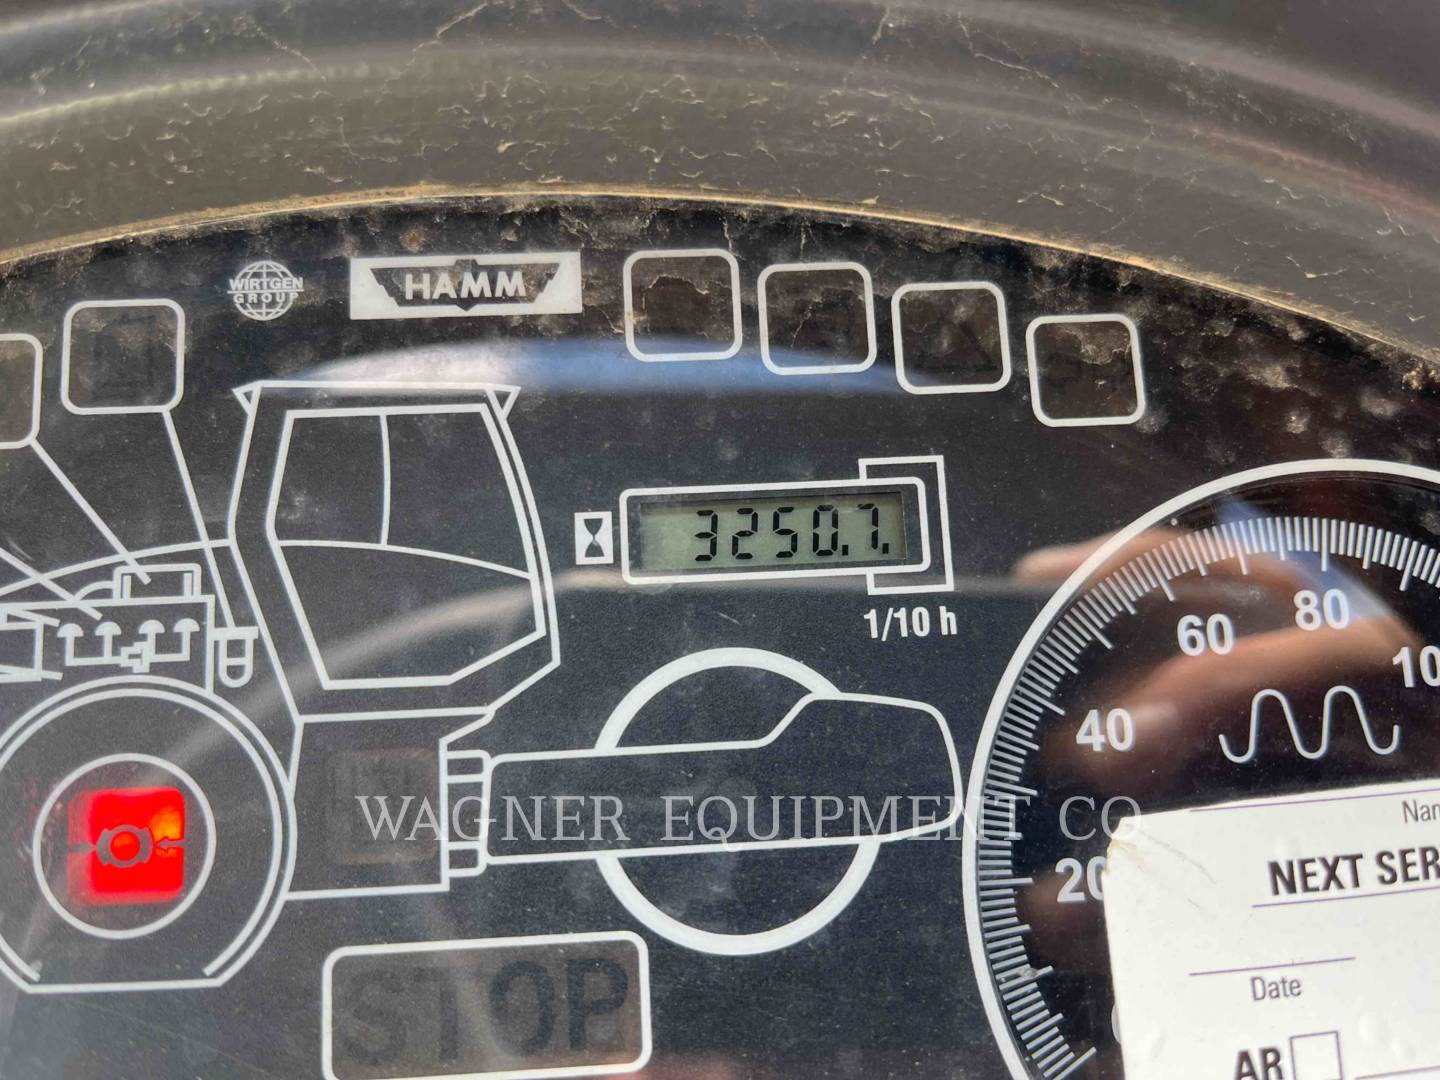 WIRTGEN
GROUP
HAMM
3250.7.
1/10 h
60
80
40
20
WAGNER EQUIPMENT CO
STOP
NEXT SER
Date
AR